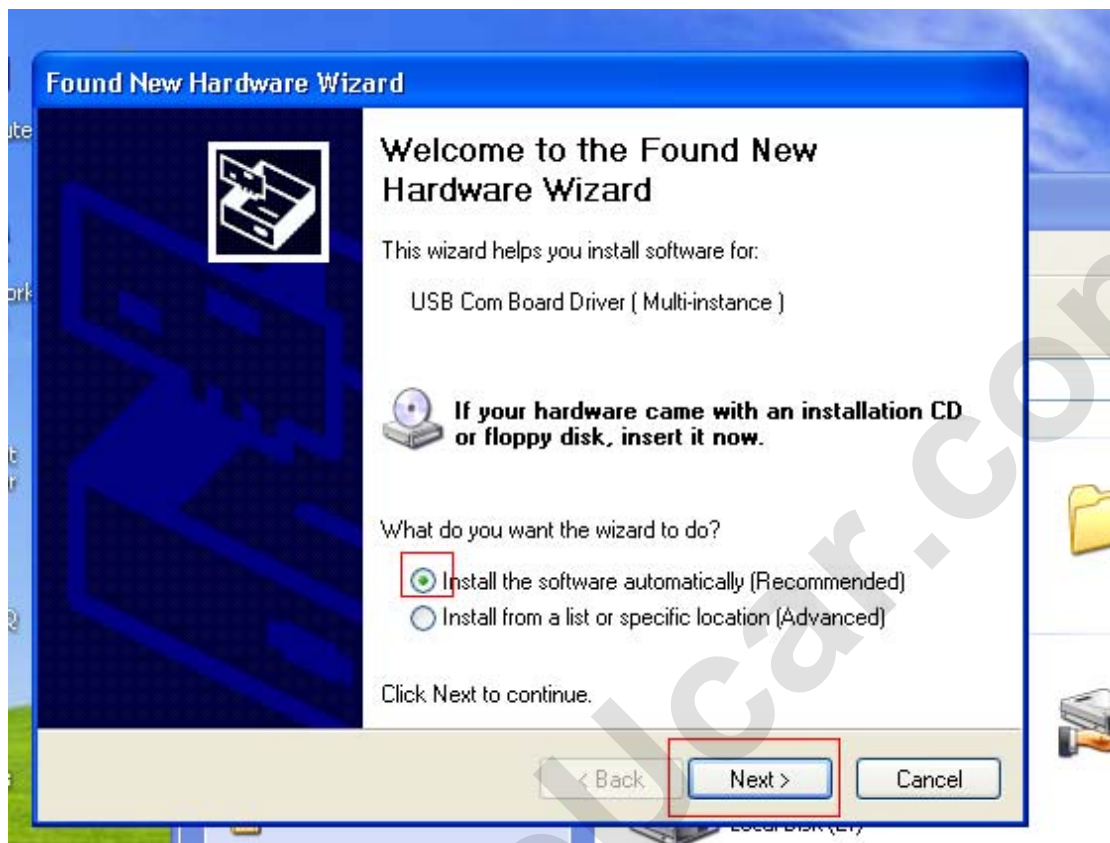 Found New Hardware Wizard
Welcome to the Found New
Hardware Wizard
This wizard helps you install software for:
USB Com Board Driver ( Multi-instance )
If your hardware came with an installation CD
or floppy disk, insert it now.
What do you want the wizard to do?
Install the software automatically (Recommended)
Install from a list or specific location (Advanced)
Click Next to continue.
< Back
Next >
Cancel